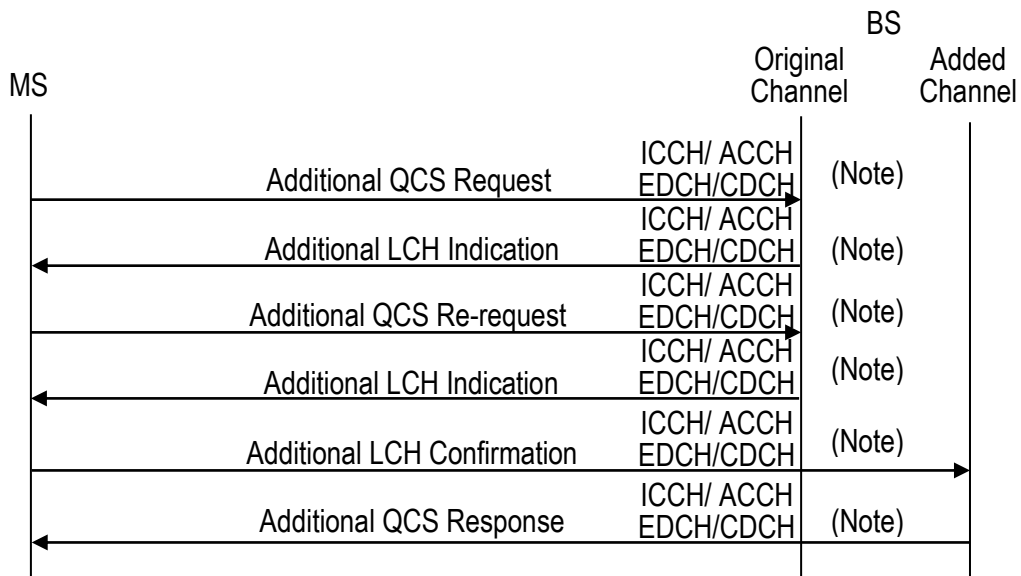 BS
Original Added
MS
Channel Channel
ICCH/ ACCH
Additional QCS Request EDCH/CDCH (Note)
ICCH/ ACCH
Additional LCH Indication EDCH/CDCH (Note)
ICCH/ ACCH
Additional QCS Re-request EDCH/CDCH (Note)
ICCH/ ACCH
Additional LCH Indication EDCH/CDCH (Note)
ICCH/ ACCH
Additional LCH Confirmation EDCH/CDCH (Note)
ICCH/ ACCH
Additional QCS Response EDCH/CDCH (Note)